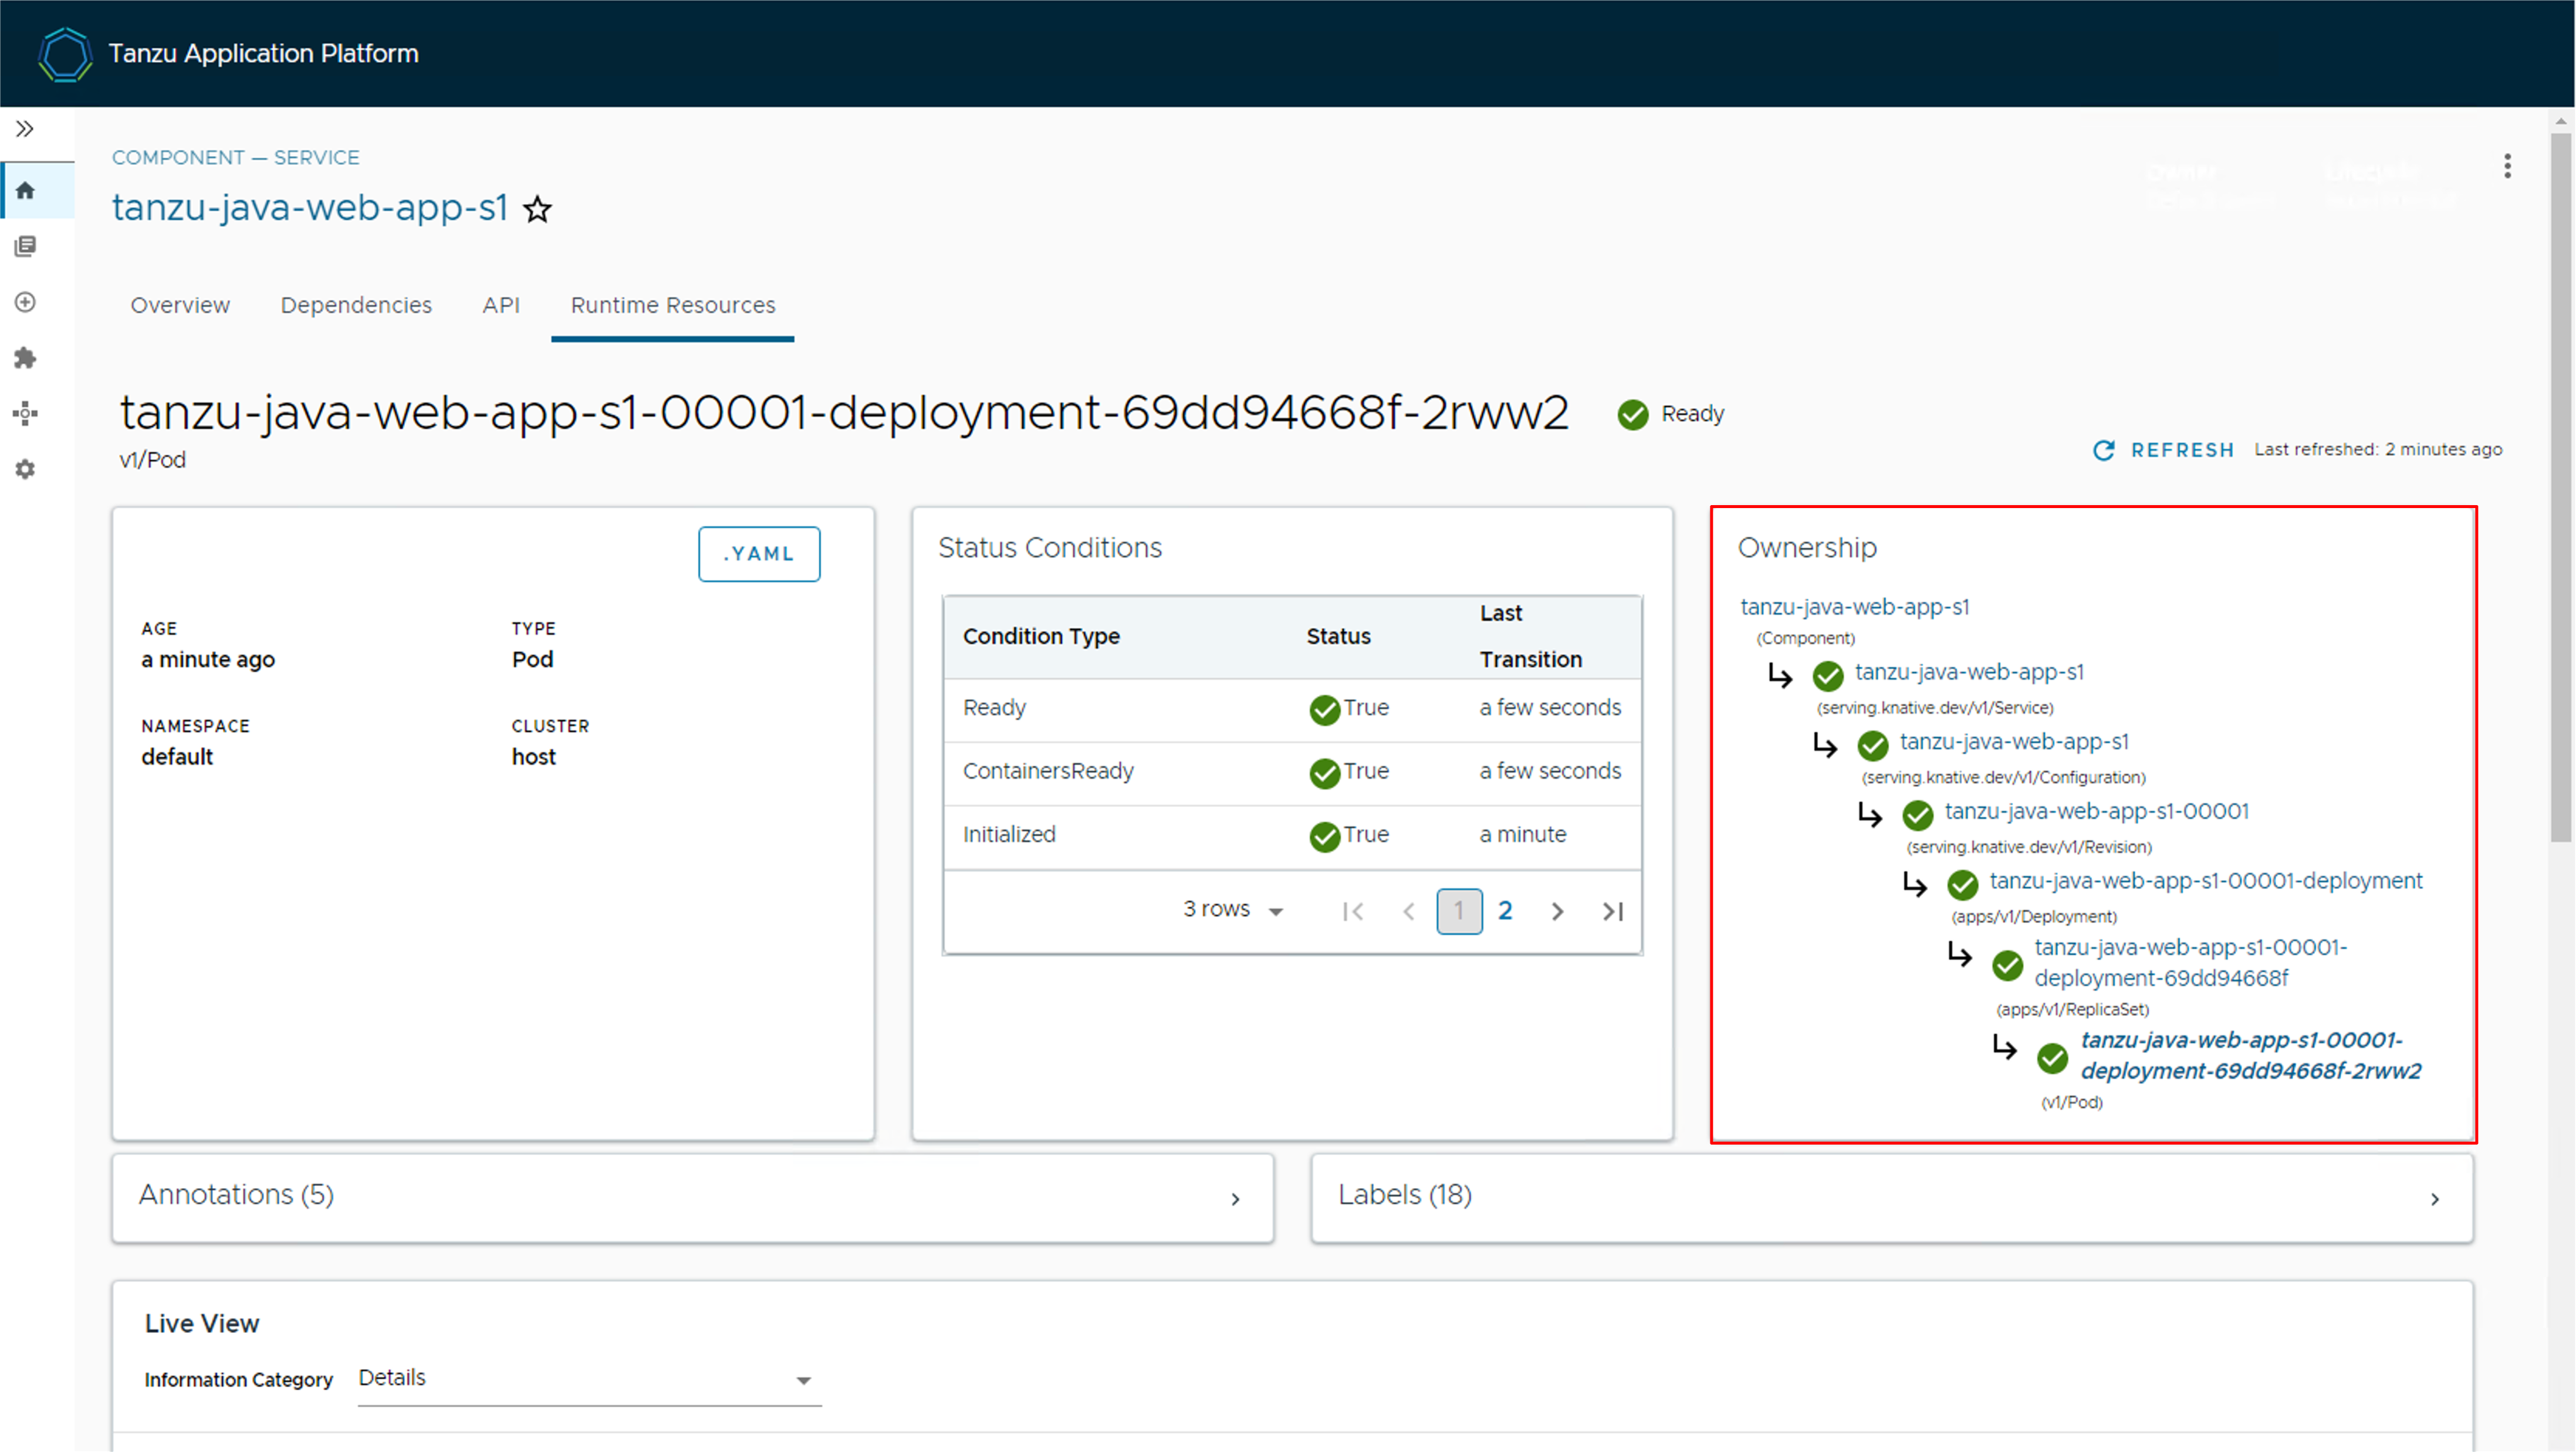 Tanzu Application Platform
COMPONENT — SERVICE
tanzu-java-web-app-s1
Overview
Dependencies
API
Runtime Resources
tanzu-java-web-app-s1-00001-deployment-69dd94668f-2rww2
Ready
v1/Pod
REFRESH
Last refreshed: 2 minutes ago
.YAML
AGE
a minute ago
TYPE
Pod
NAMESPACE
default
CLUSTER
host
Status Conditions
Condition Type Status Last Transition
Ready True a few seconds
ContainersReady True a few seconds
Initialized True a minute
3 rows 1 2
Ownership
tanzu-java-web-app-s1
(Component)
tanzu-java-web-app-s1
(serving.knative.dev/v1/Service)
tanzu-java-web-app-s1
(serving.knative.dev/v1/Configuration)
tanzu-java-web-app-s1-00001
(serving.knative.dev/v1/Revision)
tanzu-java-web-app-s1-00001-deployment
(apps/v1/Deployment)
tanzu-java-web-app-s1-00001-
deployment-69dd94668f
(apps/v1/ReplicaSet)
tanzu-java-web-app-s1-00001-
deployment-69dd94668f-2rww2
(v1/Pod)
Annotations (5)
Labels (18)
Live View
Information Category Details